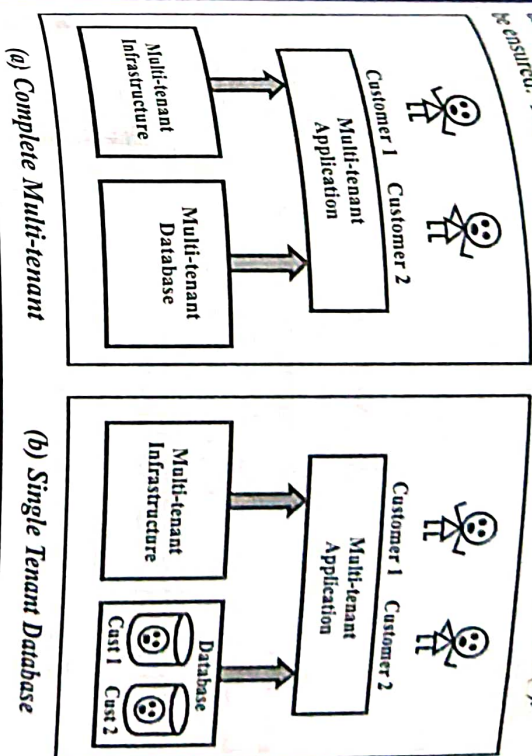 be ensured.
Customer 1 Customer 2
Multi-tenant
Application
Multi-tenant
Infrastructure
Multi-tenant
Database
(a) Complete Multi-tenant
Customer 1 Customer 2
Multi-tenant
Application
Multi-tenant
Infrastructure
Database
Cust 1 Cust 2
(b) Single Tenant Database